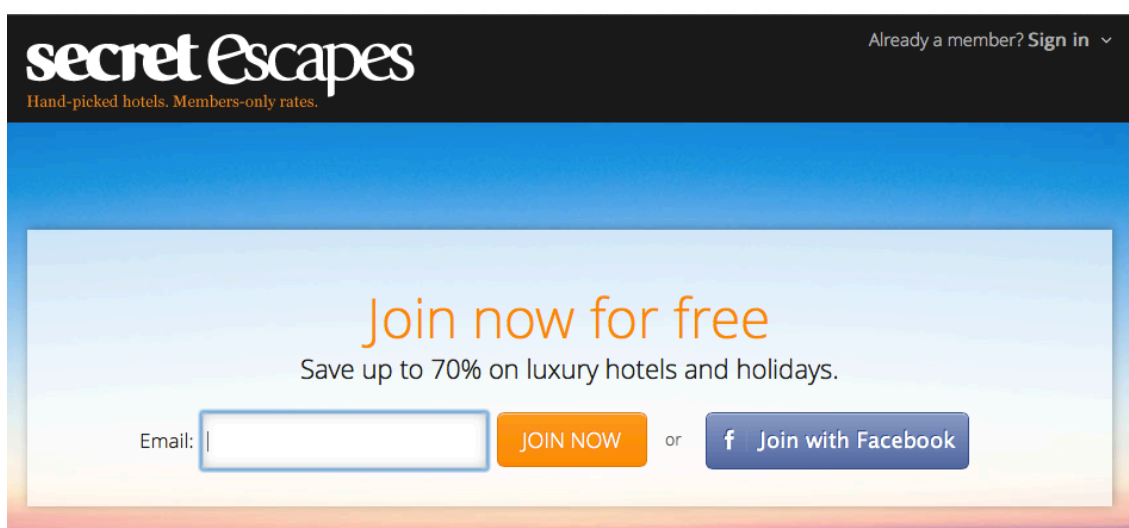 secret escapes
Hand-picked hotels. Members-only rates.
Already a member? Sign in
Join now for free
Save up to 70% on luxury hotels and holidays.
Email:
JOIN NOW
or
f Join with Facebook